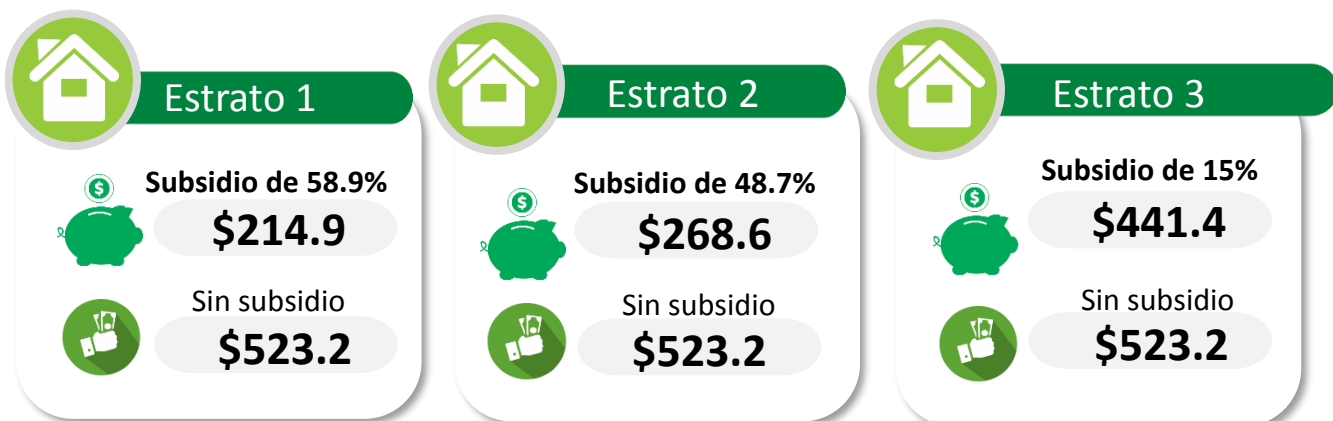 Estrato 1
Subsidio de 58.9%
$214.9
Sin subsidio
$523.2
Estrato 2
Subsidio de 48.7%
$268.6
Sin subsidio
$523.2
Estrato 3
Subsidio de 15%
$441.4
Sin subsidio
$523.2